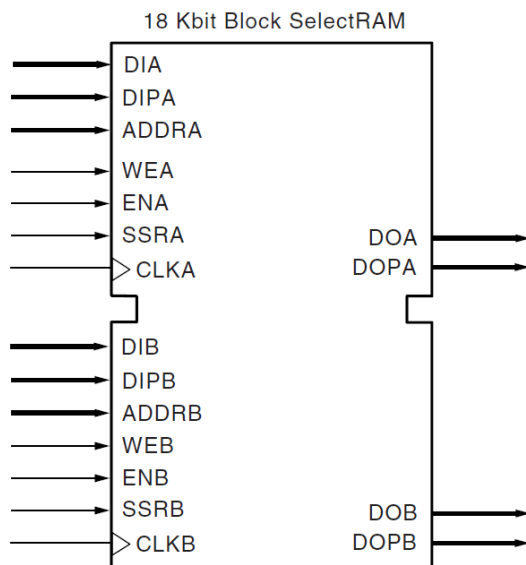 18 Kbit Block SelectRAM
DIA
DIPA
ADDRA
WEA
ENA
SSRA
CLKA
DOA
DOPA
DIB
DIPB
ADDRB
WEB
ENB
SSRB
CLKB
DOB
DOPB